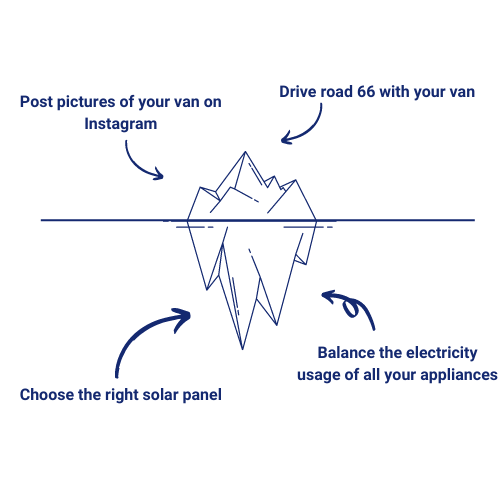 Drive road 66 with your van
Post pictures of your van on
Instagram
Balance the electricity
usage of all your appliances
Choose the right solar panel